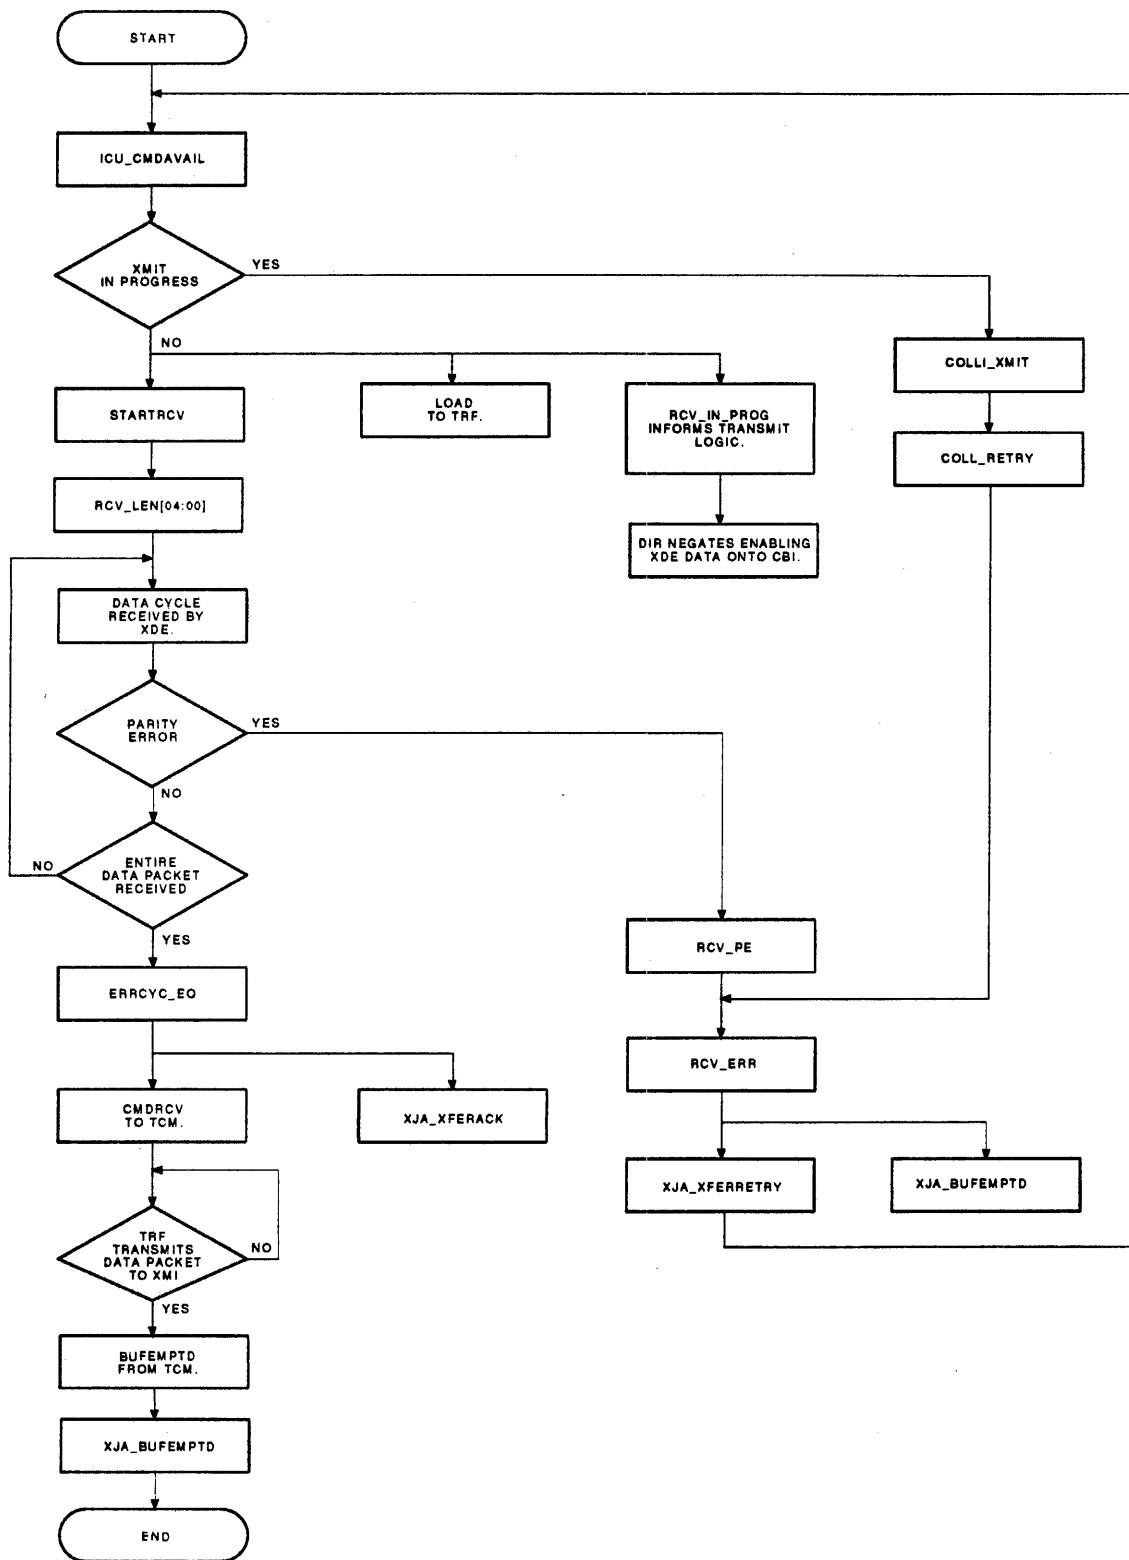 START
ICU_CMDAVAIL
XMIT
IN PROGRESS
YES
NO
COLLI_XMIT
STARTRCV
LOAD
TO TRF.
RCV_IN_PROG
INFORMS TRANSMIT
LOGIC.
COLL_RETRY
RCV_LEN[04:00]
DIR NEGATES ENABLING
XDE DATA ONTO CBI.
DATA CYCLE
RECEIVED BY
XDE.
PARITY
ERROR
YES
NO
ENTIRE
DATA PACKET
RECEIVED
NO
YES
RCV_PE
ERRCYC_EQ
RCV_ERR
CMDRCV
TO TCM.
XJA_XFERACK
XJA_XFERRETRY
XJA_BUFEMPTD
TRF
TRANSMITS
DATA PACKET
TO XMI
NO
YES
BUFEMPTD
FROM TCM.
XJA_BUFEMPTD
END